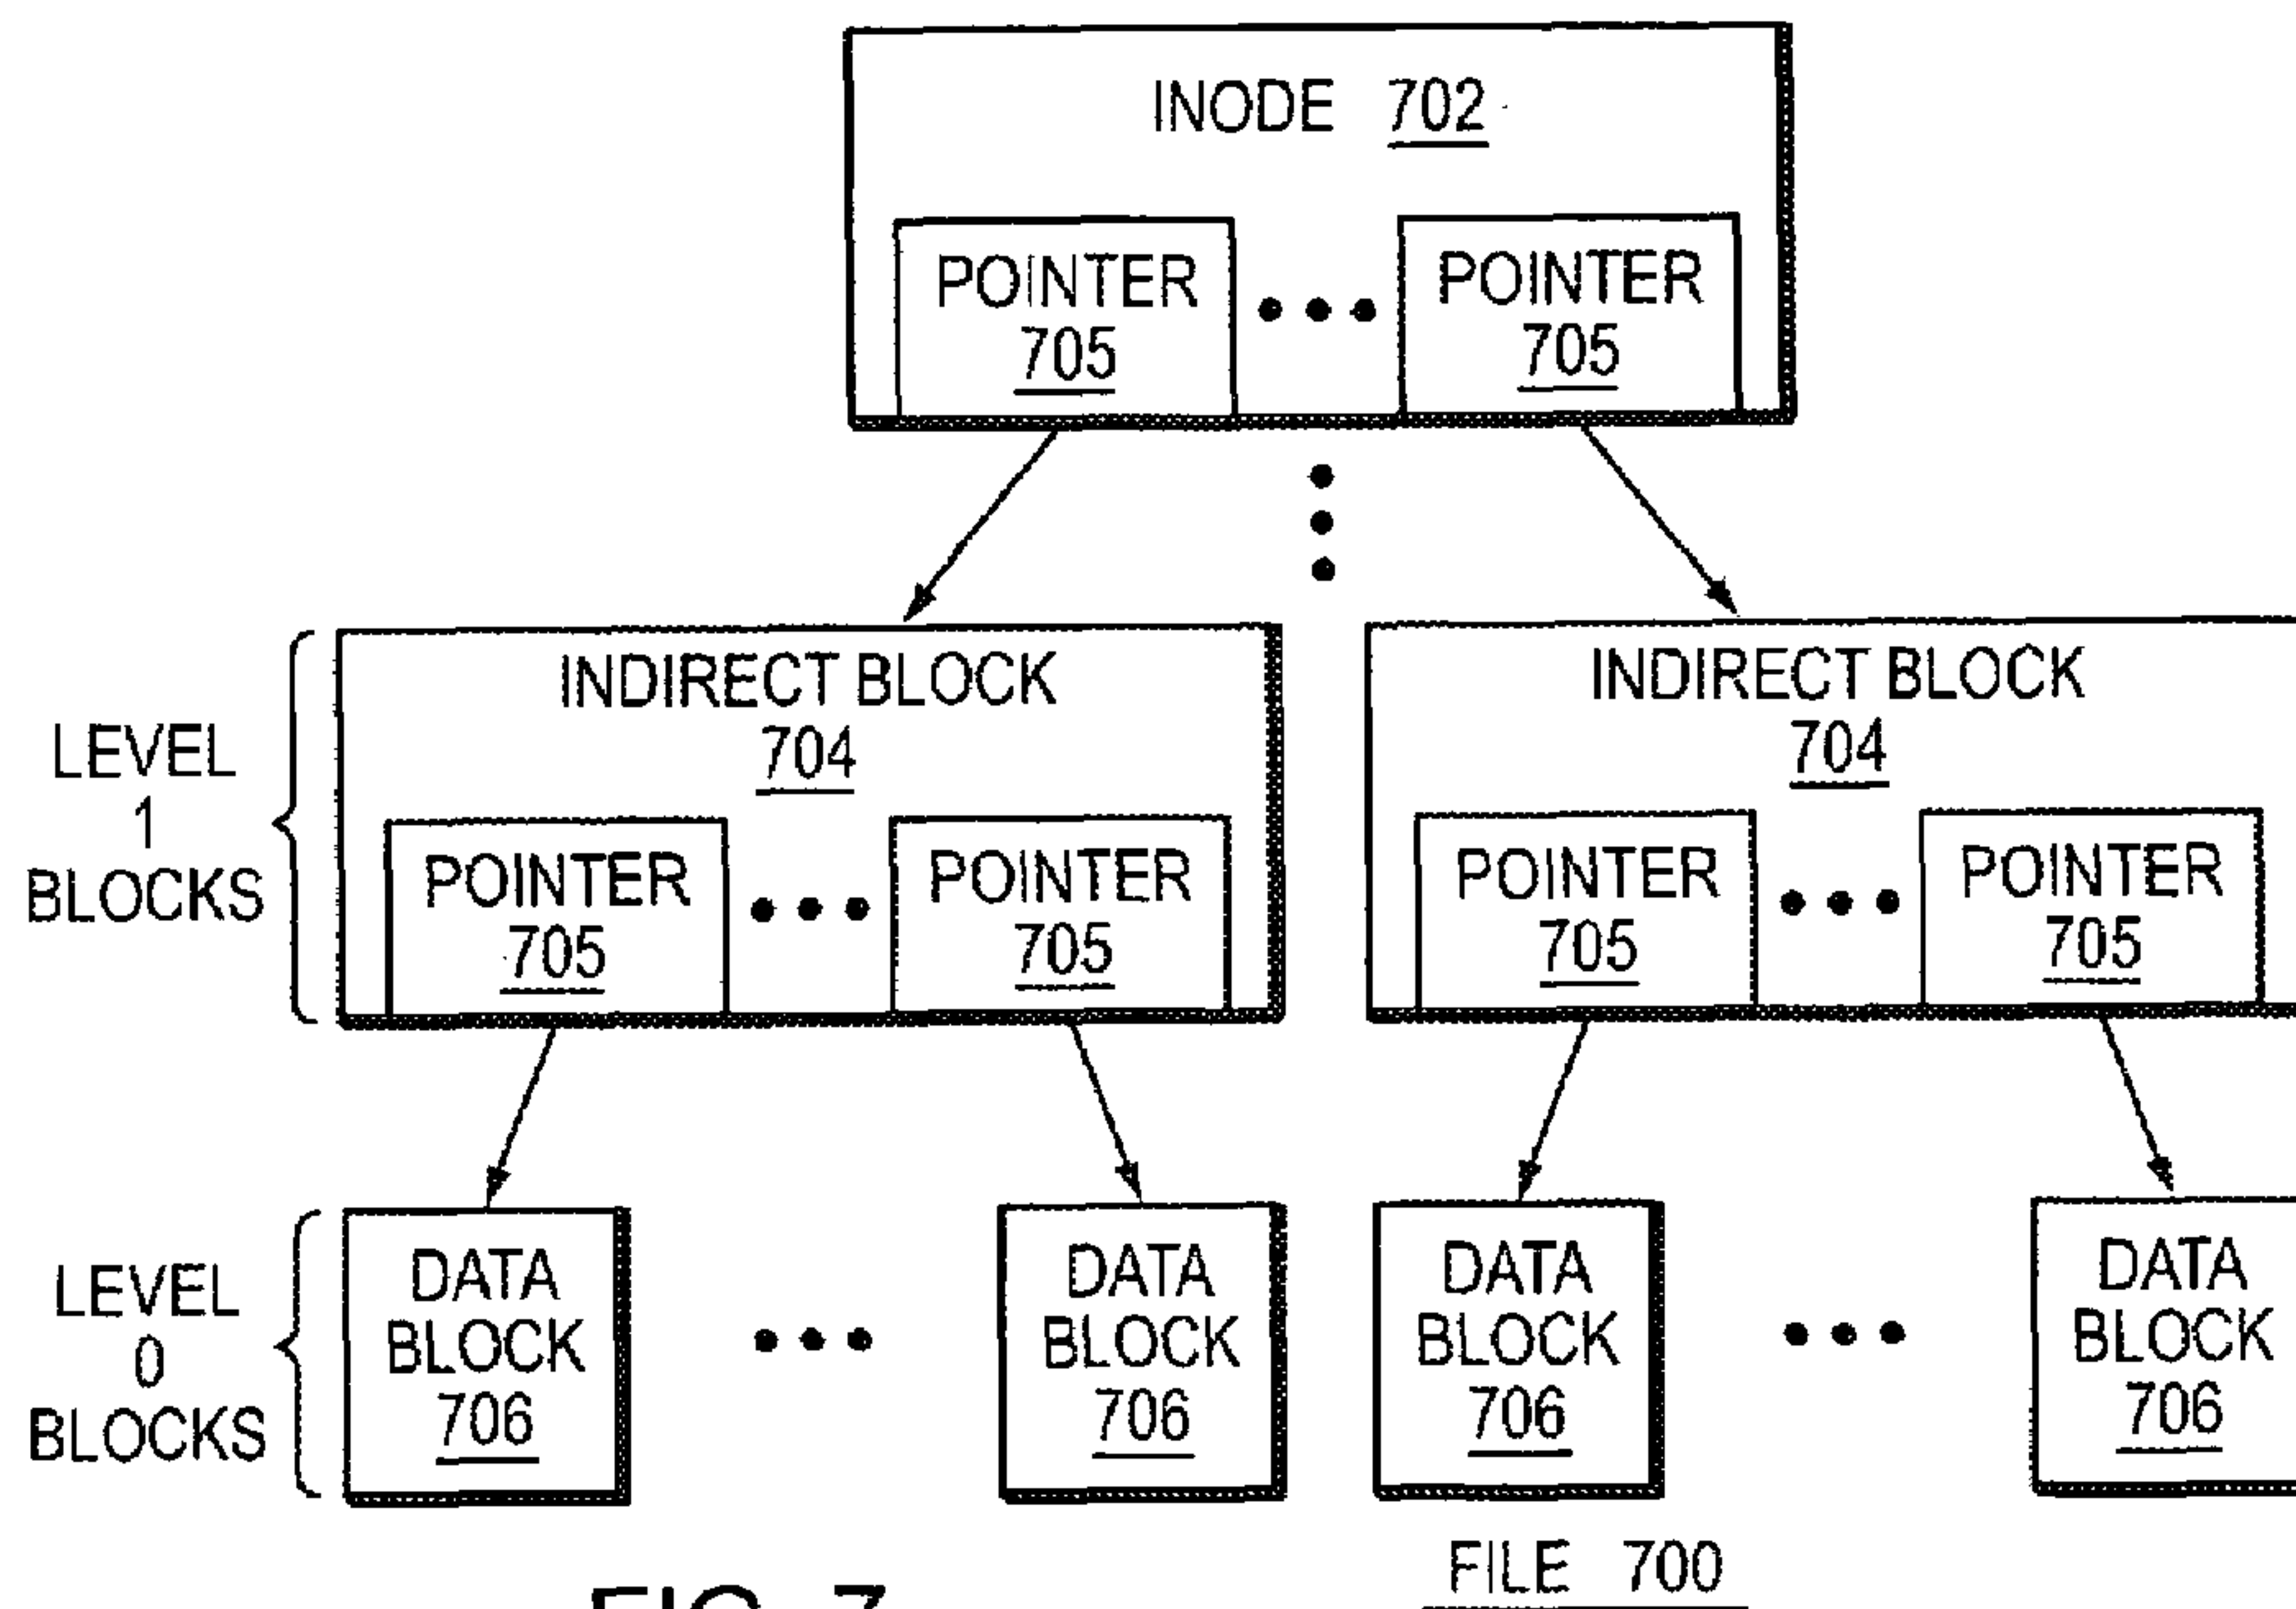 INODE 702
POINTER
705
POINTER
705
LEVEL
1
BLOCKS
INDIRECT BLOCK
704
POINTER
705
POINTER
705
INDIRECT BLOCK
704
POINTER
705
POINTER
705
LEVEL
0
BLOCKS
DATA
BLOCK
706
DATA
BLOCK
706
DATA
BLOCK
706
DATA
BLOCK
706
FILE 700
FIG. 7